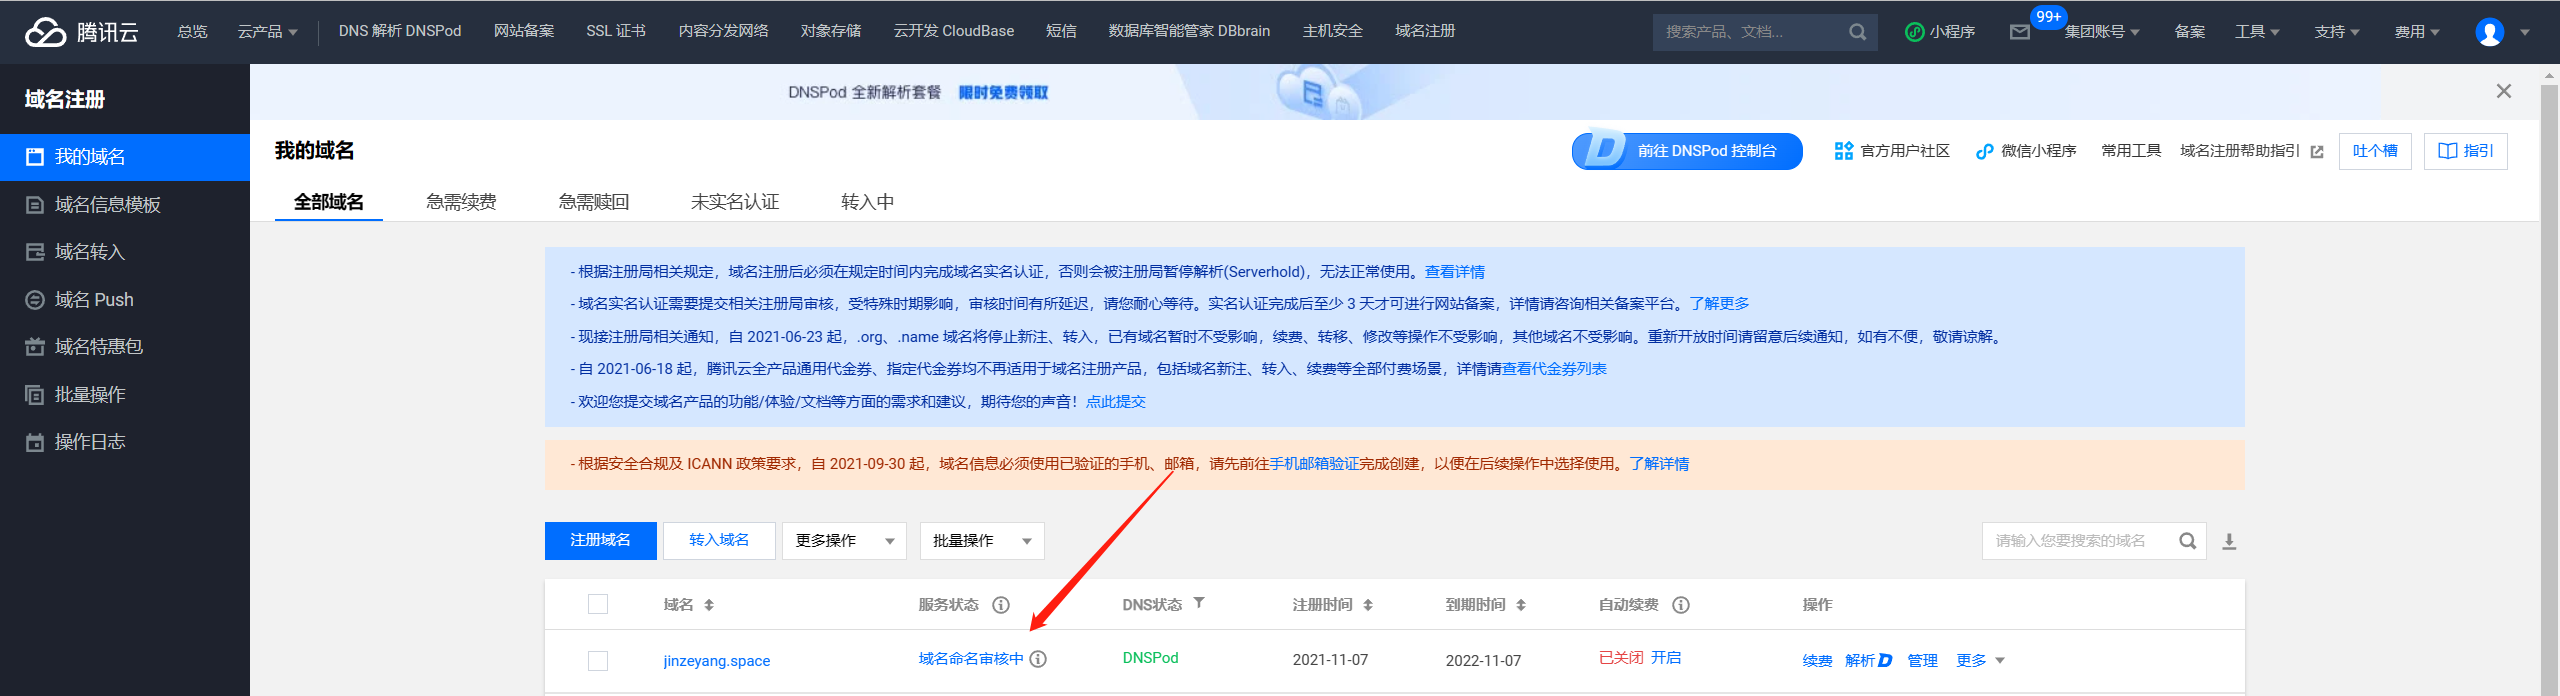 腾讯云 总览 云产品 DNS 解析 DNSPod 网站备案 SSL 证书 内容分发网络 对象存储 云开发 CloudBase 短信 数据库智能管家 DBbrain 主机安全 域名注册 搜索产品、文档... 小程序 99+ 集团账号 备案 工具 支持 费用
域名注册
我的域名
域名信息模板
域名转入
域名 Push
域名特惠包
批量操作
操作日志
DNSPod 全新解析套餐 限时免费领取
我的域名 D 前往 DNSPod 控制台 官方用户社区 微信小程序 常用工具 域名注册帮助指引 吐个槽 指引
全部域名 急需续费 急需赎回 未实名认证 转入中
- 根据注册局相关规定，域名注册后必须在规定时间内完成域名实名认证，否则会被注册局暂停解析(Serverhold)，无法正常使用。查看详情
- 域名实名认证需要提交相关注册局审核，受特殊时期影响，审核时间有所延迟，请您耐心等待。实名认证完成后至少 3 天才可进行网站备案，详情请咨询相关备案平台。了解更多
- 现接注册局相关通知，自 2021-06-23 起，.org、.name 域名将停止新注、转入，已有域名暂时不受影响，续费、转移、修改等操作不受影响，其他域名不受影响。重新开放时间请留意后续通知，如有不便，敬请谅解。
- 自 2021-06-18 起，腾讯云全产品通用代金券、指定代金券均不再适用于域名注册产品，包括域名新注、转入、续费等全部付费场景，详情请查看代金券列表
- 欢迎您提交域名产品的功能/体验/文档等方面的需求和建议，期待您的声音！点此提交
- 根据安全合规及 ICANN 政策要求，自 2021-09-30 起，域名信息必须使用已验证的手机、邮箱，请先前往手机邮箱验证完成创建，以便在后续操作中选择使用。了解详情
注册域名 转入域名 更多操作 批量操作 请输入您要搜索的域名
域名 服务状态 DNS状态 注册时间 到期时间 自动续费 操作
jinzeyang.space 域名命名审核中 DNSPod 2021-11-07 2022-11-07 已关闭 开启 续费 解析D 管理 更多